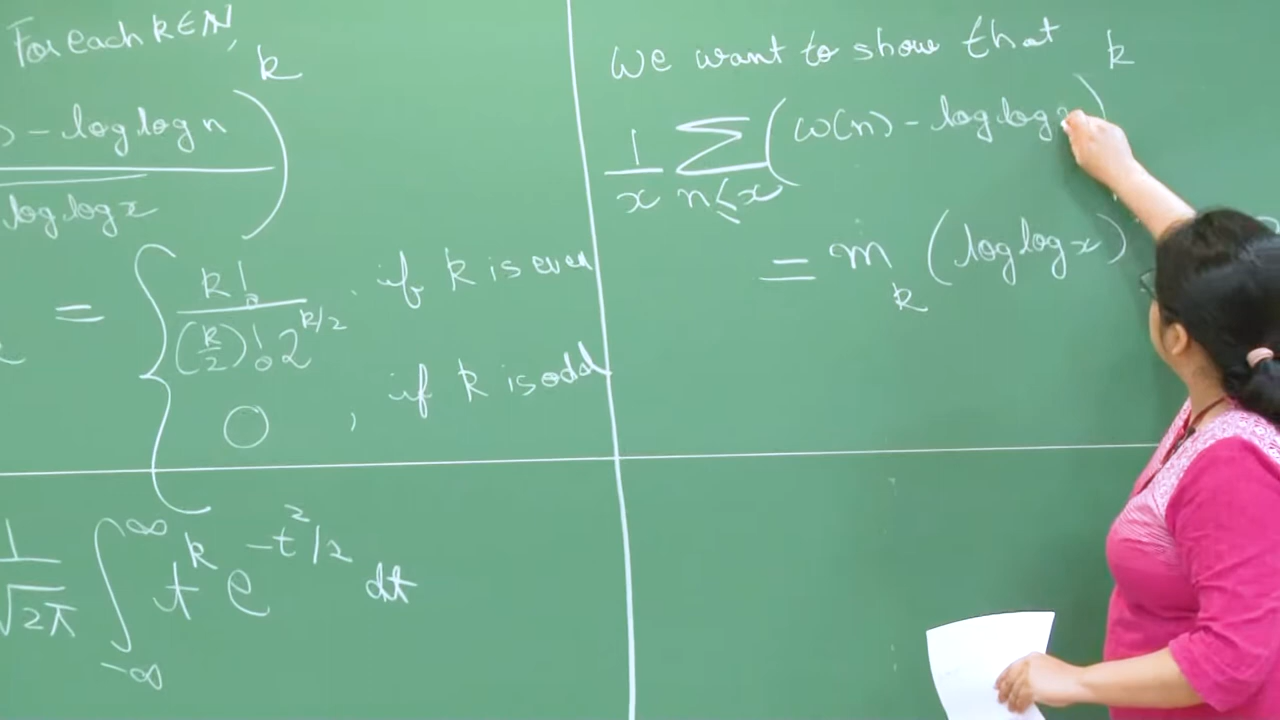 For each k∈ℕ,
) - log log n)^k
log log x
= { k!/((k/2)! 2^{k/2}), if k is even
0, if k is odd
1/√2π ∫_{-∞}^{∞} t^k e^{-t^2/2} dt
We want to show that
1/x ∑_{n≤x} (ω(n) - log log )^k
= m_k (log log x)